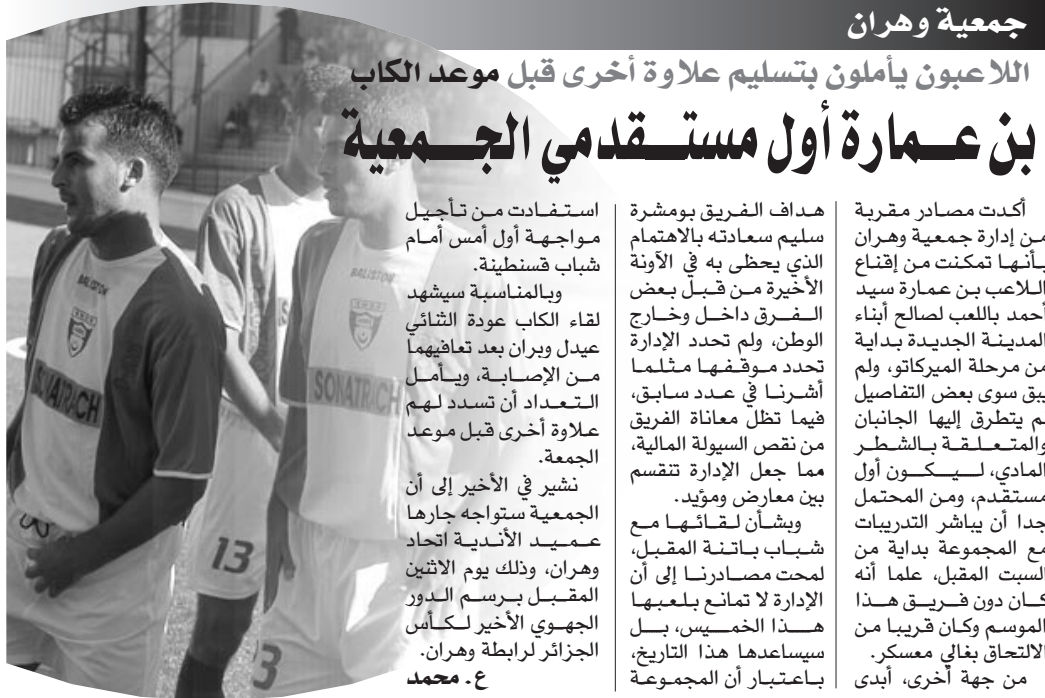 جمعية وهران
اللاعبون يأملون بتسليم علاوة أخرى قبل موعد الكاب
بن عمارة أول مستقدمي الجمعية
أكدت مصادر مقربة
من إدارة جمعية وهران
بأنها تمكنت من إقناع
اللاعب بن عمارة سيد
أحمد باللعب لصالح أبناء
المدينة الجديدة بداية
من مرحلة الميركاتو، ولم
يبق سوى بعض التفاصيل
لم يتطرق إليها الجانبان
والمتعلقة بالشطر
المادي، ليكون أول
مستقدم، ومن المحتمل
جدا أن يباشر التدريبات
مع المجموعة بداية من
السبت المقبل، علما أنه
كان دون فريق هذا
الموسم وكان قريبا من
الالتحاق بغالي معسكر.
من جهة أخرى، أبدى
هداف الفريق بومشرة
سليم سعادته بالاهتمام
الذي يحظى به في الآونة
الأخيرة من قبل بعض
الفرق داخل وخارج
الوطن، ولم تحدد الإدارة
تحدد موقفها مثلما
أشرنا في عدد سابق،
فيما تظل معاناة الفريق
من نقص السيولة المالية،
مما جعل الإدارة تنقسم
بين معارض ومؤيد.
وبشأن لقائها مع
شباب باتنة المقبل،
لمحت مصادرنا إلى أن
الإدارة لا تمانع بلعبها
هذا الخميس، بل
سيساعدها هذا التاريخ،
باعتبار أن المجموعة
استفادت من تأجيل
مواجهة أول أمس أمام
شباب قسنطينة.
وبالمناسبة سيشهد
لقاء الكاب عودة الثنائي
عيدل وبران بعد تعافيهما
من الإصابة، ويأمل
التعداد أن تسدد لهم
علاوة أخرى قبل موعد
الجمعة.
نشير في الأخير إلى أن
الجمعية ستواجه جارها
عميد الأندية اتحاد
وهران، وذلك يوم الاثنين
المقبل برسم الدور
الجهوي الأخير لكأس
الجزائر لرابطة وهران.
ع. محمد
BALISTON
SONATRACH
BALISTON
SONATRACH
13
3